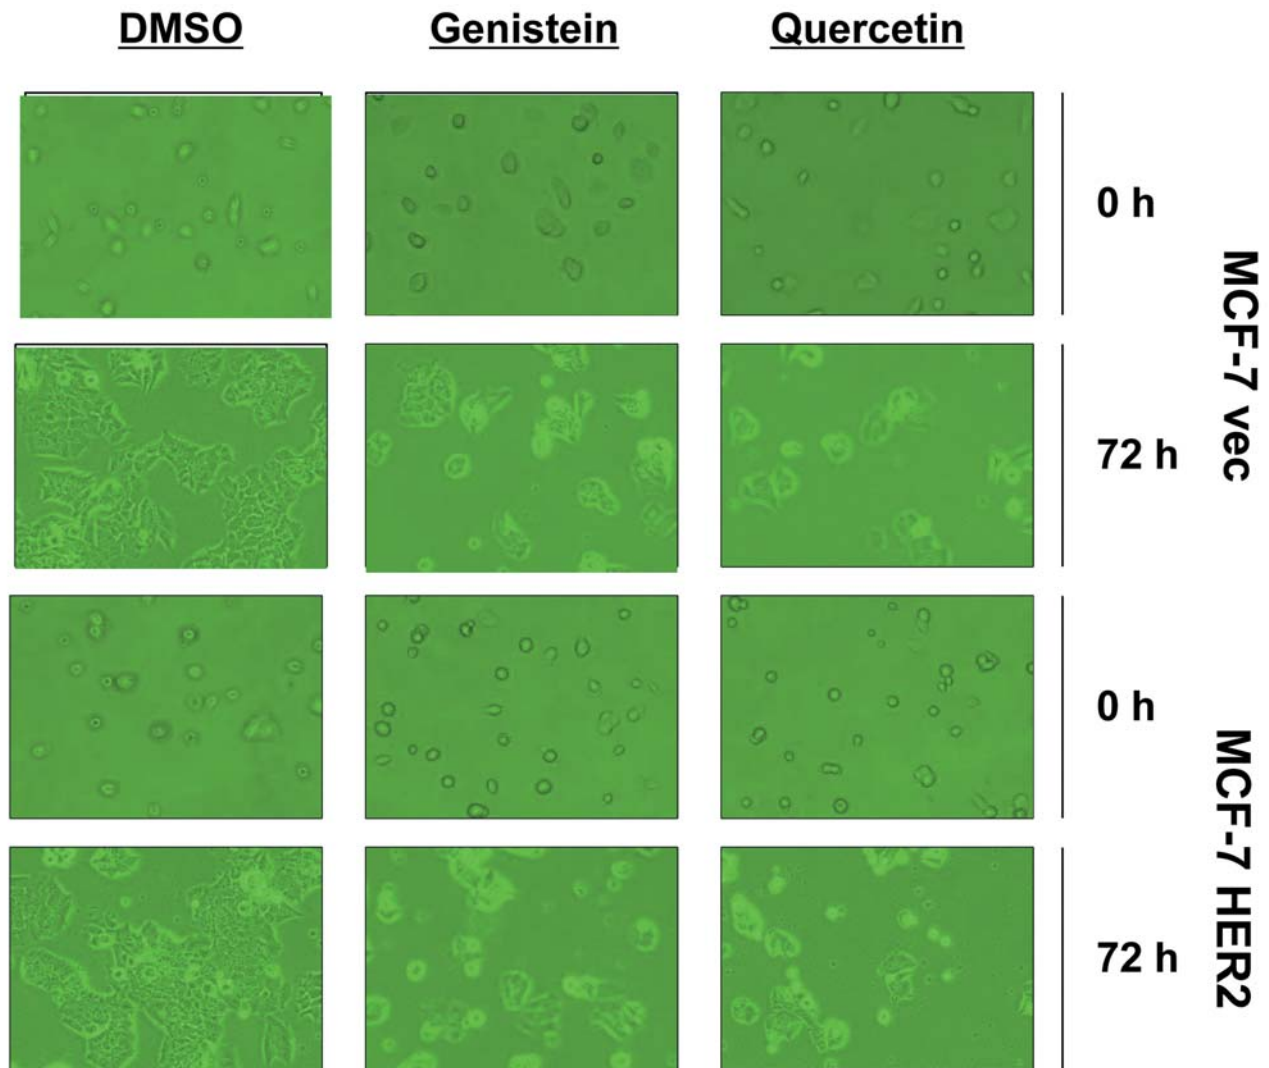 DMSO
Genistein
Quercetin
0 h
72 h
MCF-7 vec
0 h
72 h
MCF-7 HER2